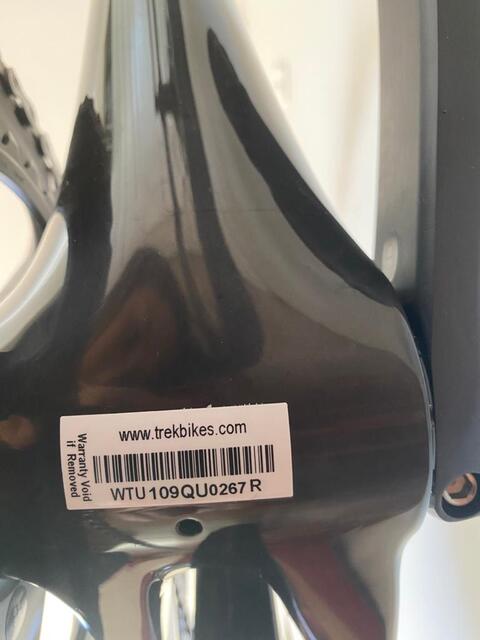 www.trekbikes.com
WTU109QU0267R
Warranty Void
if Removed